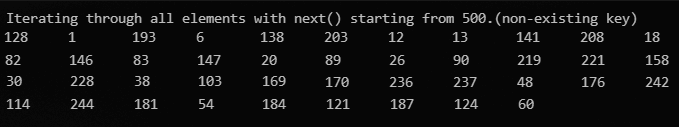 Iterating through all elements with next() starting from 500.(non-existing key)
128 1 193 6 138 203 12 13 141 208 18
82 146 83 147 20 89 26 90 219 221 158
30 228 38 103 169 170 236 237 48 176 242
114 244 181 54 184 121 187 124 60